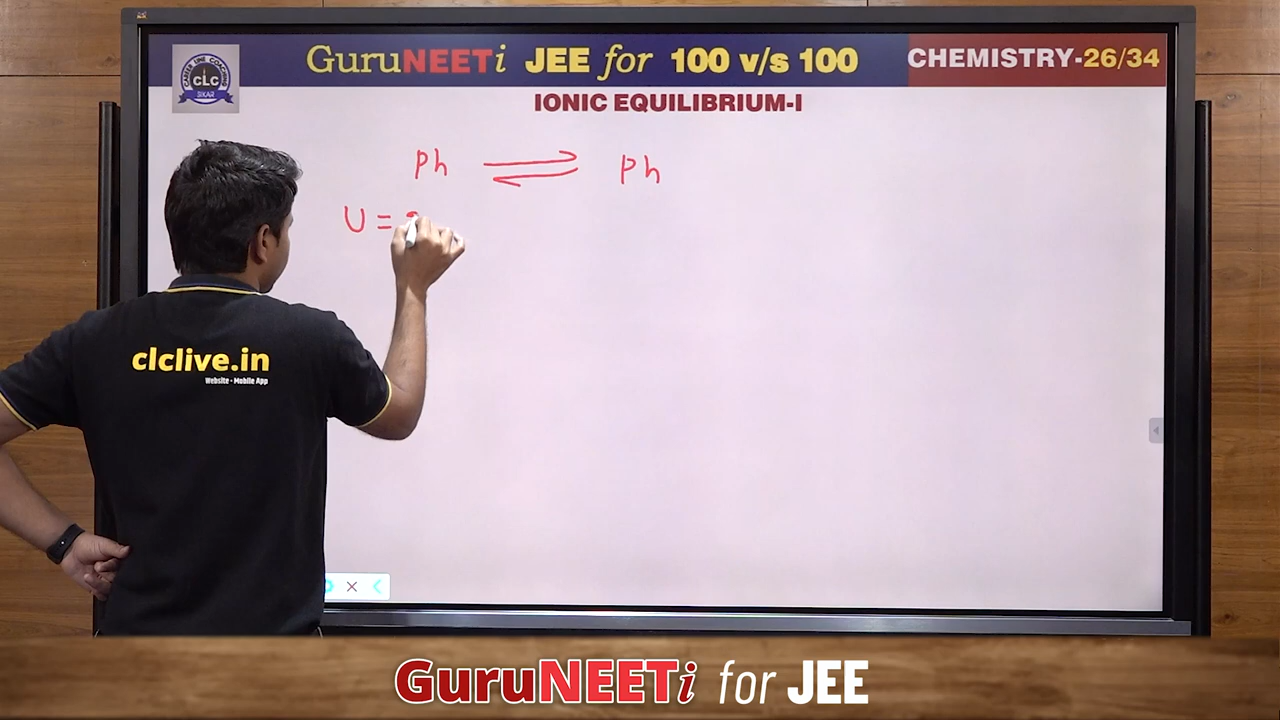 GuruNEETi JEE for 100 v/s 100
CHEMISTRY-26/34
CLC
SIKAR
IONIC EQUILIBRIUM-I
Ph ⇌ Ph
U =
clclive.in
Website - Mobile App
GuruNEETi for JEE